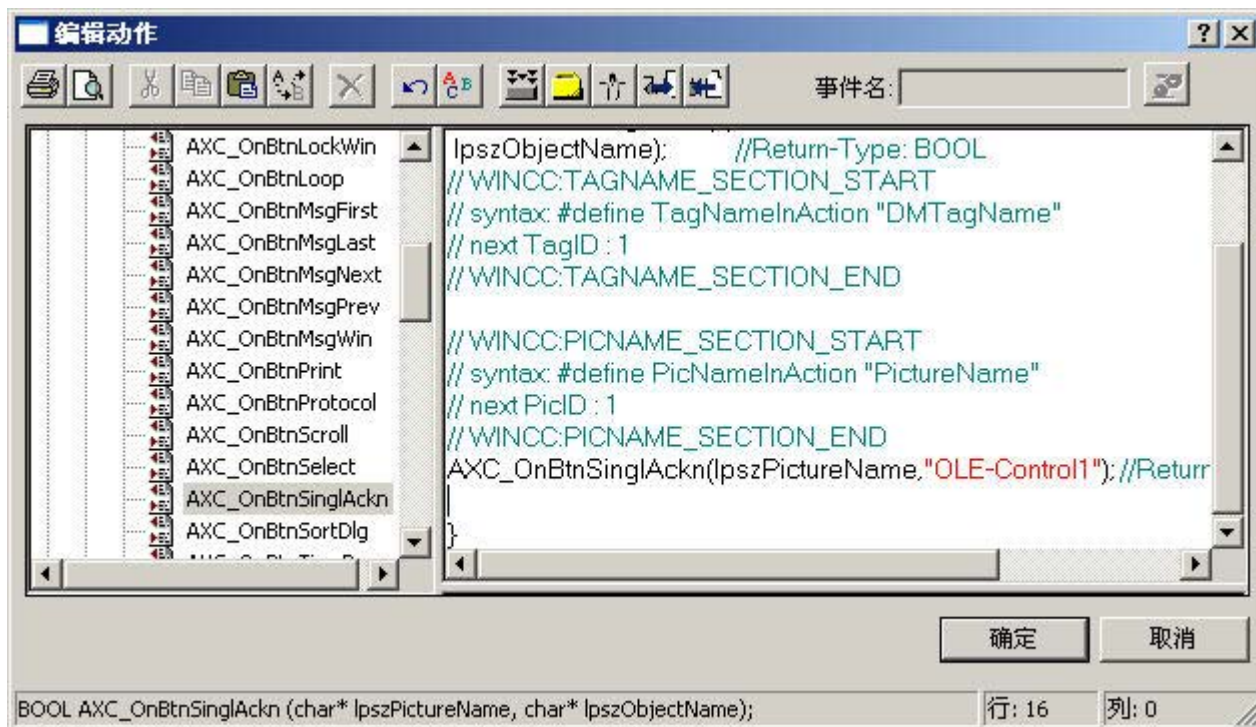 编辑动作
事件名:
AXC_OnBtnLockWin
AXC_OnBtnLoop
AXC_OnBtnMsgFirst
AXC_OnBtnMsgLast
AXC_OnBtnMsgNext
AXC_OnBtnMsgPrev
AXC_OnBtnMsgWin
AXC_OnBtnPrint
AXC_OnBtnProtocol
AXC_OnBtnScroll
AXC_OnBtnSelect
AXC_OnBtnSinglAckn
AXC_OnBtnSortDlg
lpszObjectName); //Return-Type: BOOL
// WINCC:TAGNAME_SECTION_START
// syntax: #define TagNameInAction "DMTagName"
// next TagID : 1
// WINCC:TAGNAME_SECTION_END
// WINCC:PICNAME_SECTION_START
// syntax: #define PicNameInAction "PictureName"
// next PicID : 1
// WINCC:PICNAME_SECTION_END
AXC_OnBtnSinglAckn(lpszPictureName,"OLE-Control1"); //Return
}
确定
取消
BOOL AXC_OnBtnSinglAckn (char* lpszPictureName, char* lpszObjectName);
行: 16
列: 0